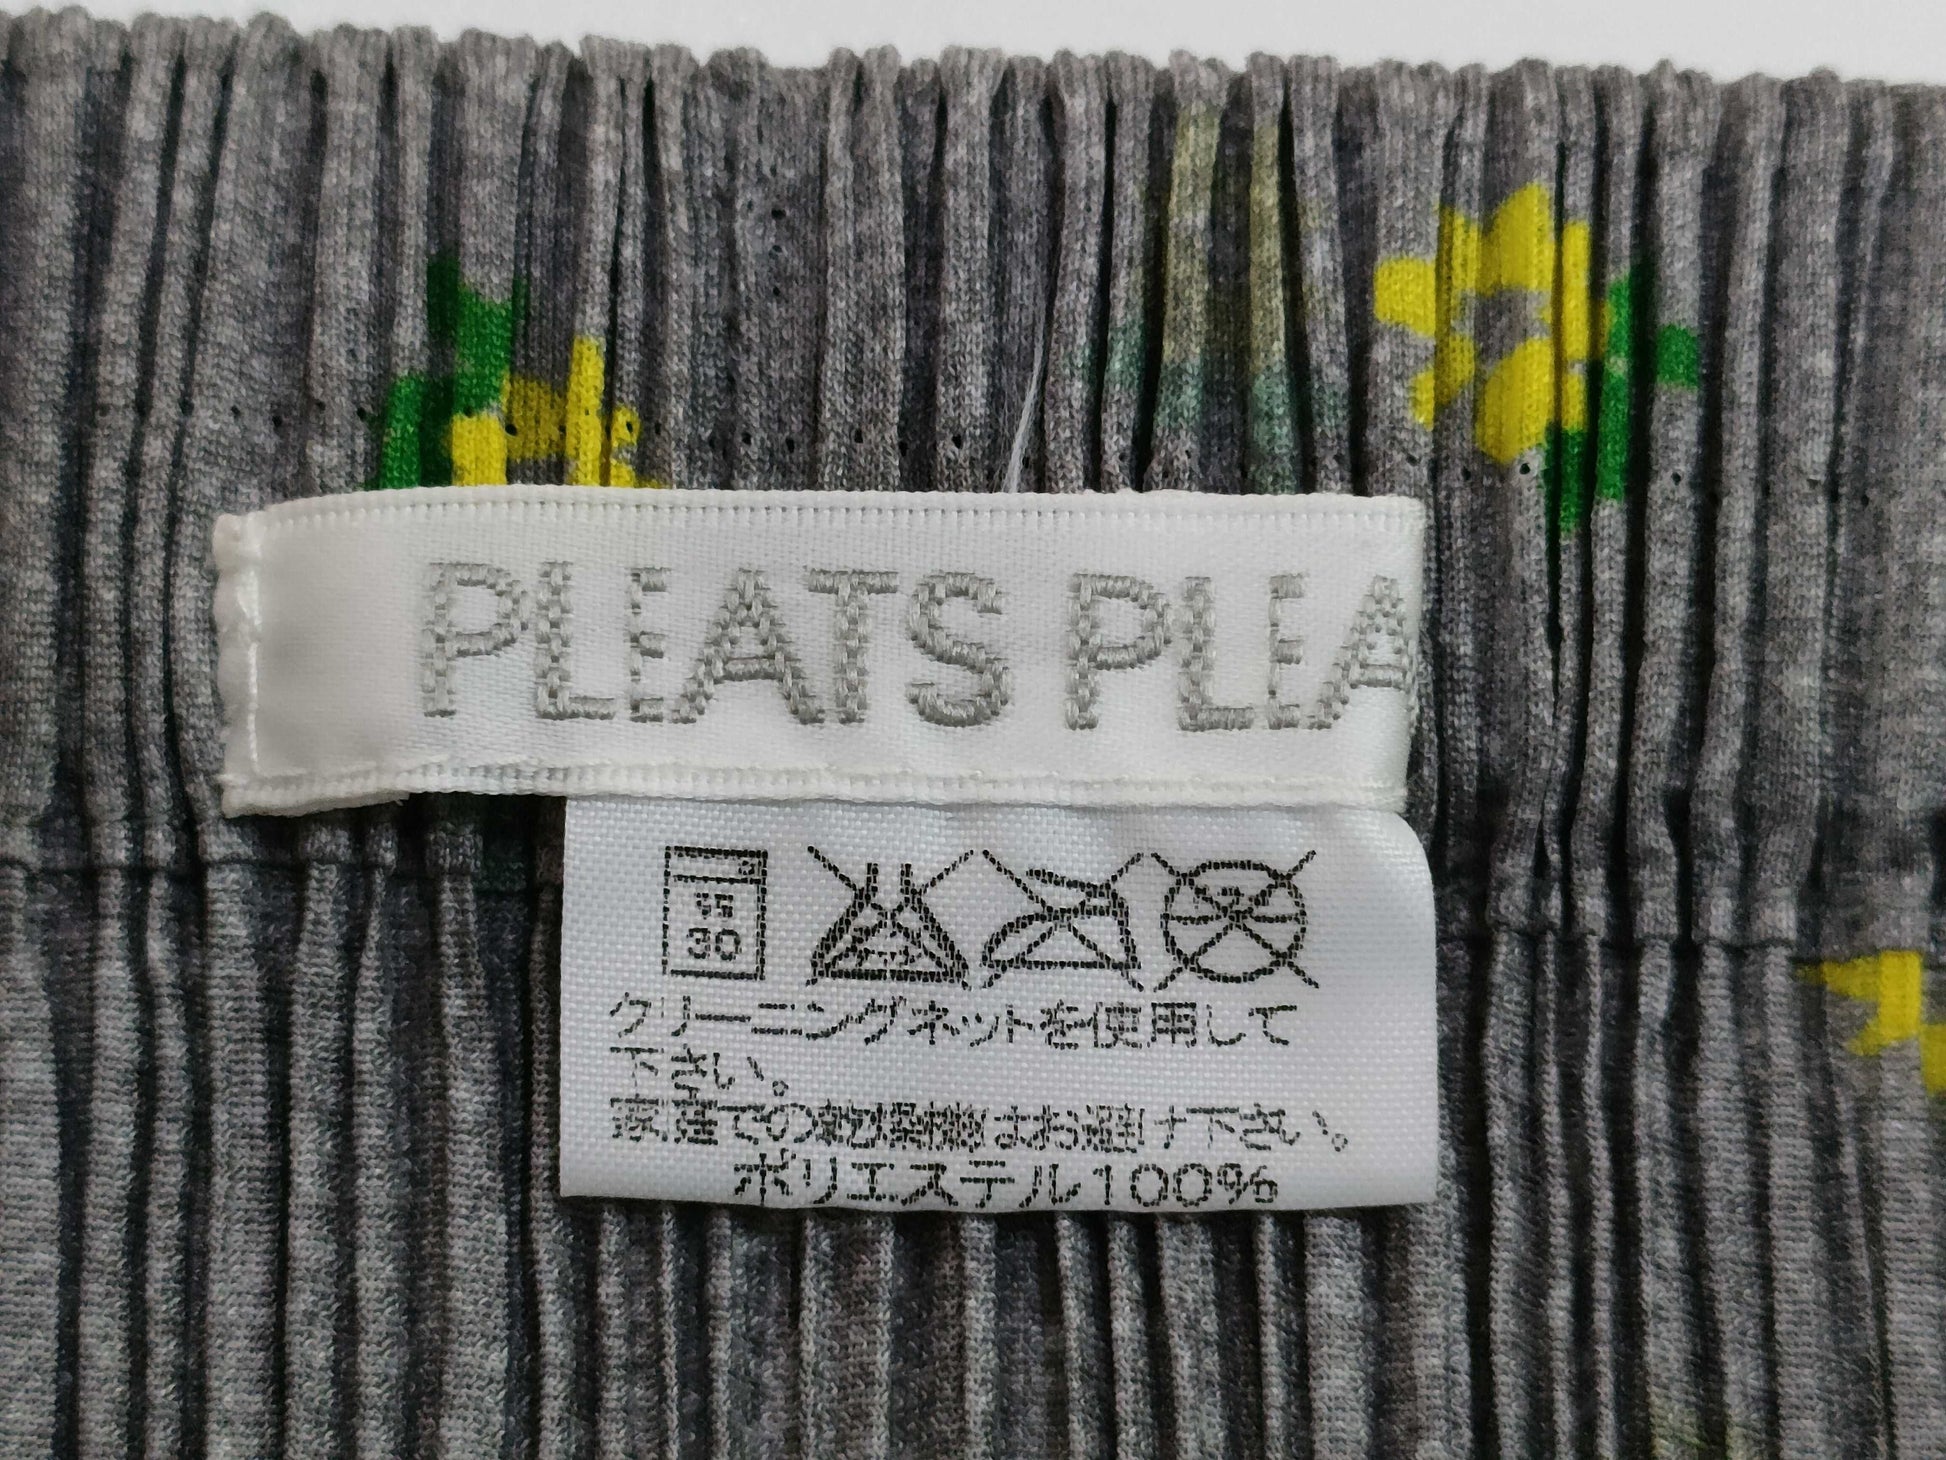 PLEATS PLEA
弱
30
クリーニングネットを使用して
下さい。
家庭での乾燥機はお避け下さい。
ポリエステル100%